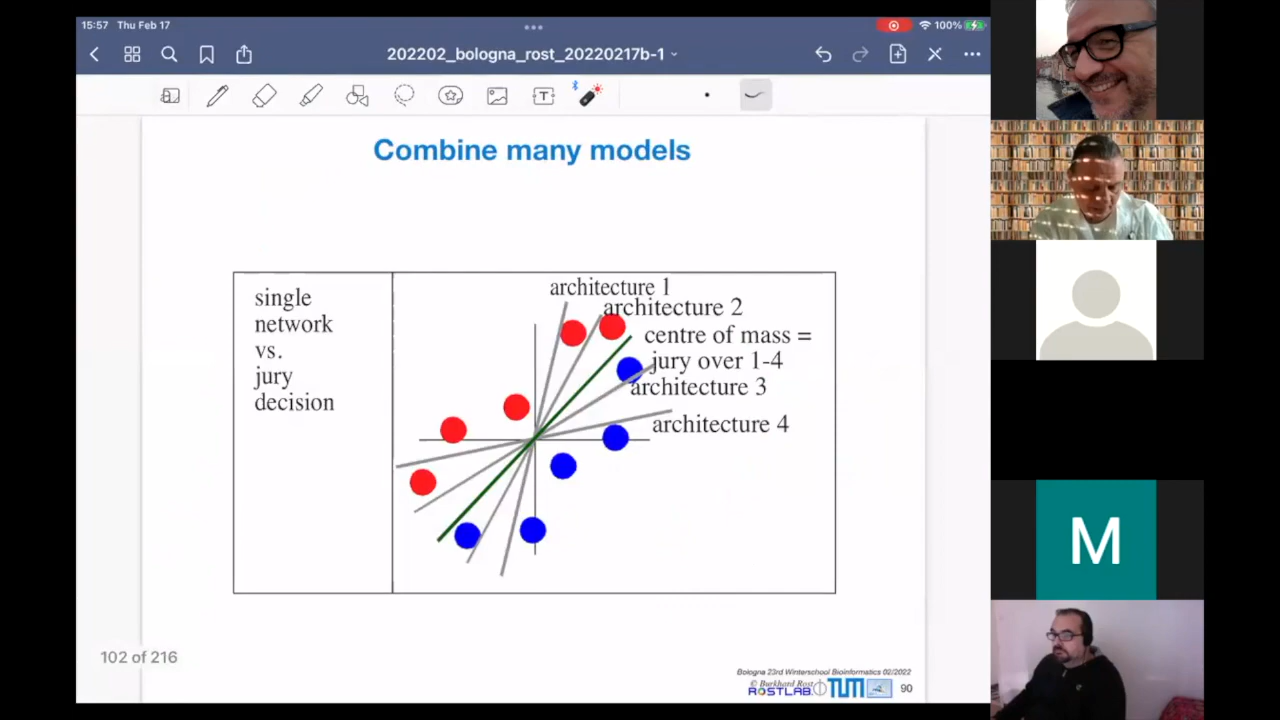 15:57 Thu Feb 17
100%
202202_bologna_rost_20220217b-1
T
Combine many models
single
network
vs.
jury
decision
architecture 1
architecture 2
centre of mass =
jury over 1-4
architecture 3
architecture 4
M
102 of 216
Bologna 23rd Winterschool Bioinformatics 02/2022
© Burkhard Rost
ROSTLAB TUM 90